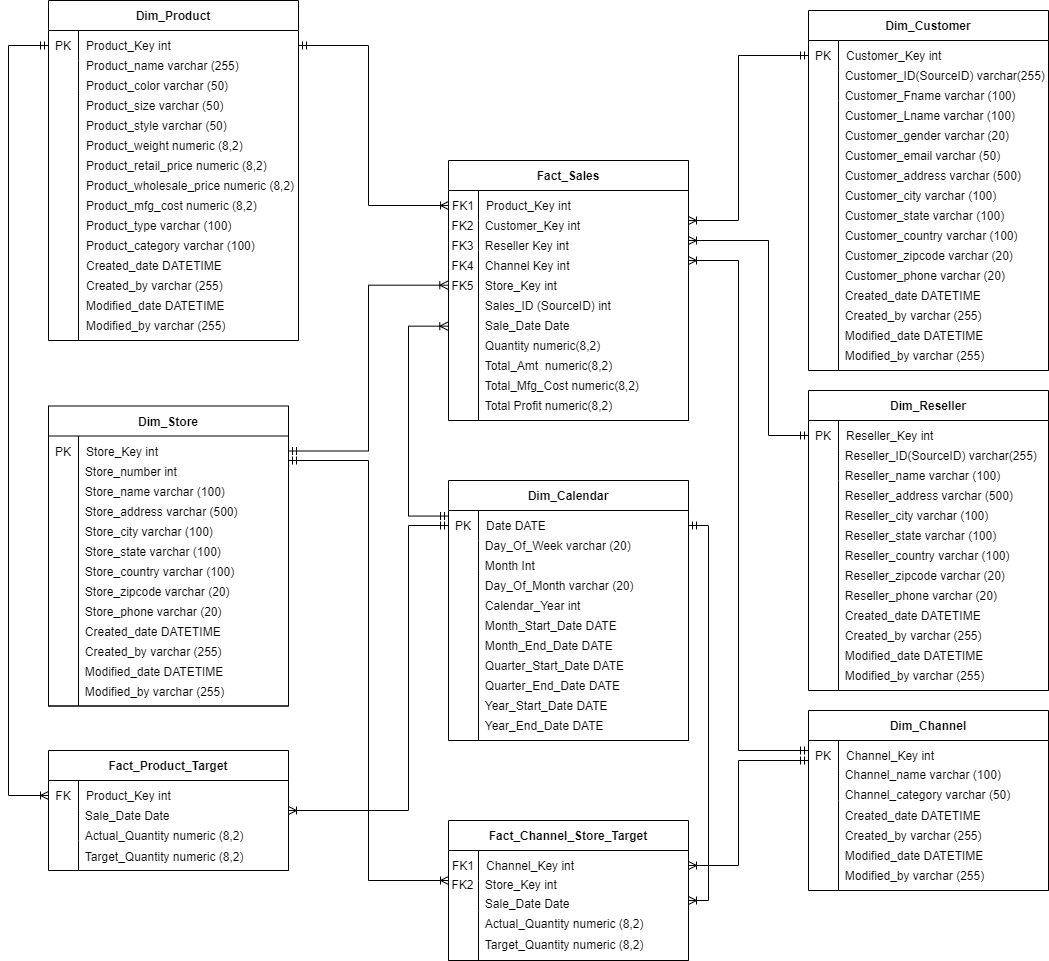 Dim_Product
PK Product_Key int
Product_name varchar (255)
Product_color varchar (50)
Product_size varchar (50)
Product_style varchar (50)
Product_weight numeric (8,2)
Product_retail_price numeric (8,2)
Product_wholesale_price numeric (8,2)
Product_mfg_cost numeric (8,2)
Product_type varchar (100)
Product_category varchar (100)
Created_date DATETIME
Created_by varchar (255)
Modified_date DATETIME
Modified_by varchar (255)
Dim_Customer
PK Customer_Key int
Customer_ID(SourceID) varchar(255)
Customer_Fname varchar (100)
Customer_Lname varchar (100)
Customer_gender varchar (20)
Customer_email varchar (50)
Customer_address varchar (500)
Customer_city varchar (100)
Customer_state varchar (100)
Customer_country varchar (100)
Customer_zipcode varchar (20)
Customer_phone varchar (20)
Created_date DATETIME
Created_by varchar (255)
Modified_date DATETIME
Modified_by varchar (255)
Fact_Sales
FK1 Product_Key int
FK2 Customer_Key int
FK3 Reseller Key int
FK4 Channel Key int
FK5 Store_Key int
Sales_ID (SourceID) int
Sale_Date Date
Quantity numeric(8,2)
Total_Amt numeric(8,2)
Total_Mfg_Cost numeric(8,2)
Total Profit numeric(8,2)
Dim_Store
PK Store_Key int
Store_number int
Store_name varchar (100)
Store_address varchar (500)
Store_city varchar (100)
Store_state varchar (100)
Store_country varchar (100)
Store_zipcode varchar (20)
Store_phone varchar (20)
Created_date DATETIME
Created_by varchar (255)
Modified_date DATETIME
Modified_by varchar (255)
Dim_Reseller
PK Reseller_Key int
Reseller_ID(SourceID) varchar(255)
Reseller_name varchar (100)
Reseller_address varchar (500)
Reseller_city varchar (100)
Reseller_state varchar (100)
Reseller_country varchar (100)
Reseller_zipcode varchar (20)
Reseller_phone varchar (20)
Created_date DATETIME
Created_by varchar (255)
Modified_date DATETIME
Modified_by varchar (255)
Dim_Calendar
PK Date DATE
Day_Of_Week varchar (20)
Month Int
Day_Of_Month varchar (20)
Calendar_Year int
Month_Start_Date DATE
Month_End_Date DATE
Quarter_Start_Date DATE
Quarter_End_Date DATE
Year_Start_Date DATE
Year_End_Date DATE
Dim_Channel
PK Channel_Key int
Channel_name varchar (100)
Channel_category varchar (50)
Created_date DATETIME
Created_by varchar (255)
Modified_date DATETIME
Modified_by varchar (255)
Fact_Product_Target
FK Product_Key int
Sale_Date Date
Actual_Quantity numeric (8,2)
Target_Quantity numeric (8,2)
Fact_Channel_Store_Target
FK1 Channel_Key int
FK2 Store_Key int
Sale_Date Date
Actual_Quantity numeric (8,2)
Target_Quantity numeric (8,2)